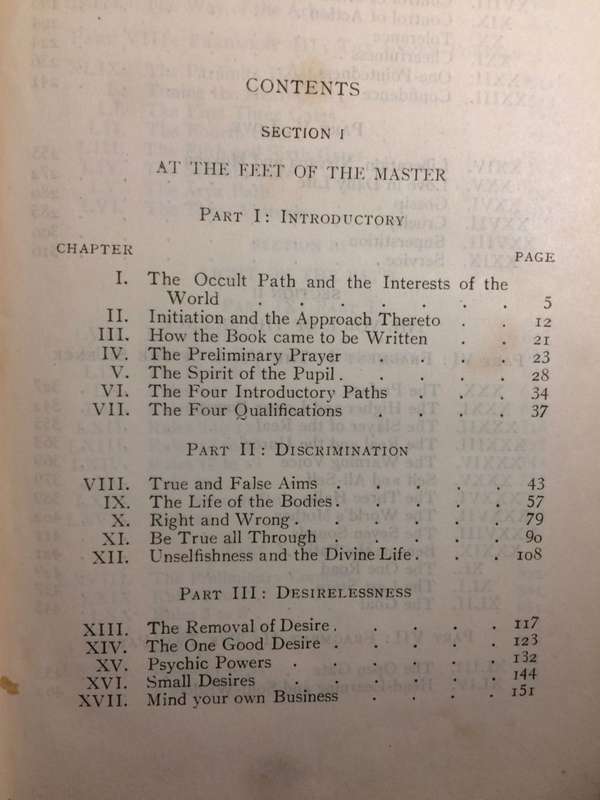 CONTENTS
SECTION I
AT THE FEET OF THE MASTER
PART I: INTRODUCTORY
CHAPTER PAGE
I. The Occult Path and the Interests of the
World . . . . . . . 5
II. Initiation and the Approach Thereto . . 12
III. How the Book came to be Written . . 21
IV. The Preliminary Prayer . . . . 23
V. The Spirit of the Pupil . . . . . 28
VI. The Four Introductory Paths . . . 34
VII. The Four Qualifications . . . . 37
PART II: DISCRIMINATION
VIII. True and False Aims . . . . . 43
IX. The Life of the Bodies . . . . . 57
X. Right and Wrong . . . . . . 79
XI. Be True all Through . . . . . 90
XII. Unselfishness and the Divine Life . . . 108
PART III: DESIRELESSNESS
XIII. The Removal of Desire . . . . . 117
XIV. The One Good Desire . . . . . 123
XV. Psychic Powers . . . . . . 132
XVI. Small Desires . . . . . . 144
XVII. Mind your own Business . . . . 151